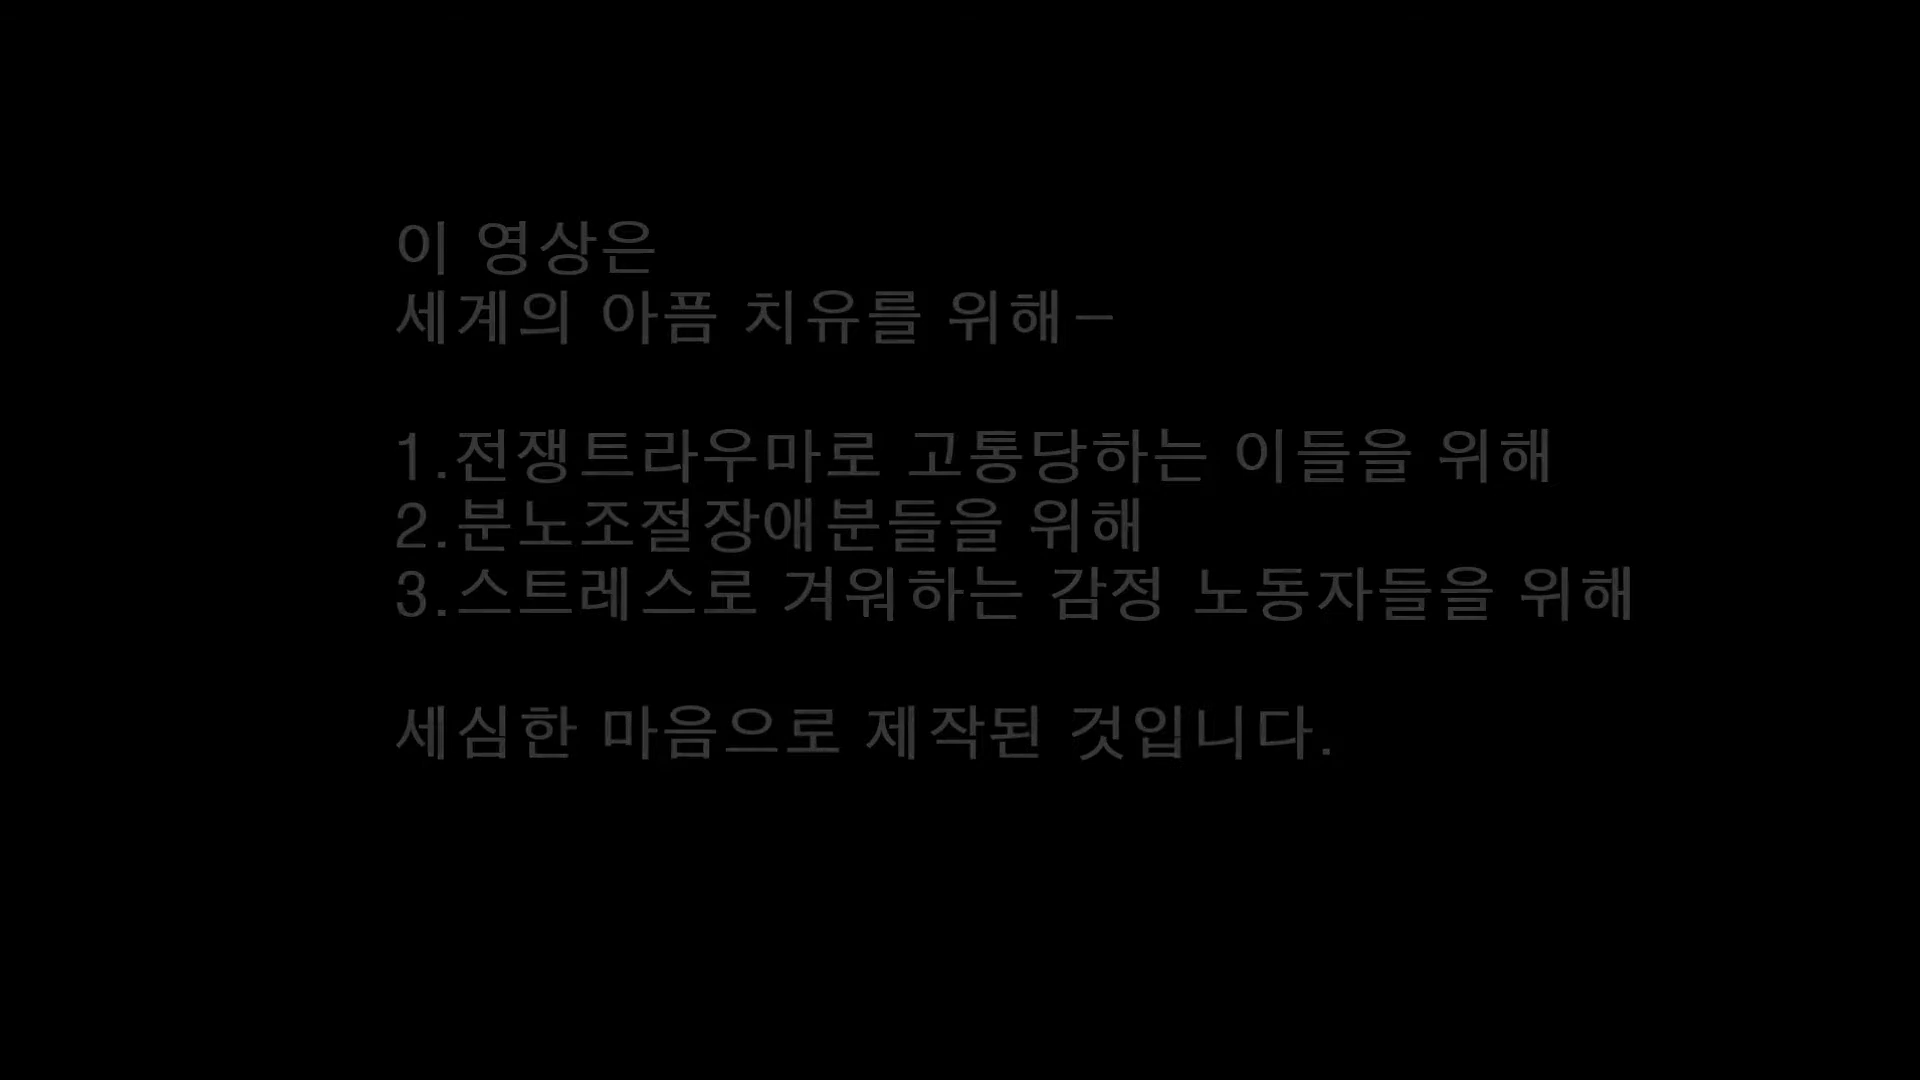 이 영상은
세계의 아픔 치유를 위해-
1.전쟁트라우마로 고통당하는 이들을 위해
2.분노조절장애분들을 위해
3.스트레스로 겨워하는 감정 노동자들을 위해
세심한 마음으로 제작된 것입니다.